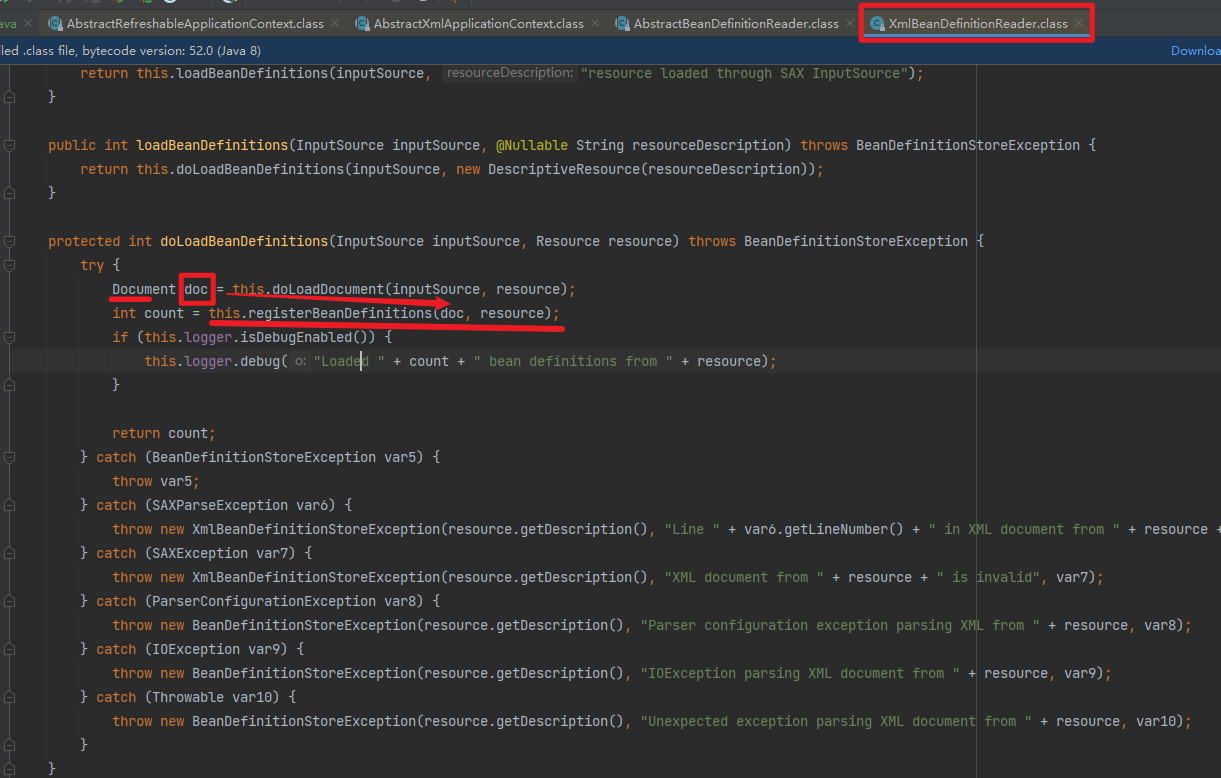 ava AbstractRefreshableApplicationContext.class AbstractXmlApplicationContext.class AbstractBeanDefinitionReader.class XmlBeanDefinitionReader.class
led .class file, bytecode version: 52.0 (Java 8) Downloa
return this.loadBeanDefinitions(inputSource, resourceDescription: "resource loaded through SAX InputSource");
}
public int loadBeanDefinitions(InputSource inputSource, @Nullable String resourceDescription) throws BeanDefinitionStoreException {
return this.doLoadBeanDefinitions(inputSource, new DescriptiveResource(resourceDescription));
}
protected int doLoadBeanDefinitions(InputSource inputSource, Resource resource) throws BeanDefinitionStoreException {
try {
Document doc = this.doLoadDocument(inputSource, resource);
int count = this.registerBeanDefinitions(doc, resource);
if (this.logger.isDebugEnabled()) {
this.logger.debug( o: "Loaded " + count + " bean definitions from " + resource);
}
return count;
} catch (BeanDefinitionStoreException var5) {
throw var5;
} catch (SAXParseException var6) {
throw new XmlBeanDefinitionStoreException(resource.getDescription(), "Line " + var6.getLineNumber() + " in XML document from " + resource +
} catch (SAXException var7) {
throw new XmlBeanDefinitionStoreException(resource.getDescription(), "XML document from " + resource + " is invalid", var7);
} catch (ParserConfigurationException var8) {
throw new BeanDefinitionStoreException(resource.getDescription(), "Parser configuration exception parsing XML from " + resource, var8);
} catch (IOException var9) {
throw new BeanDefinitionStoreException(resource.getDescription(), "IOException parsing XML document from " + resource, var9);
} catch (Throwable var10) {
throw new BeanDefinitionStoreException(resource.getDescription(), "Unexpected exception parsing XML document from " + resource, var10);
}
}